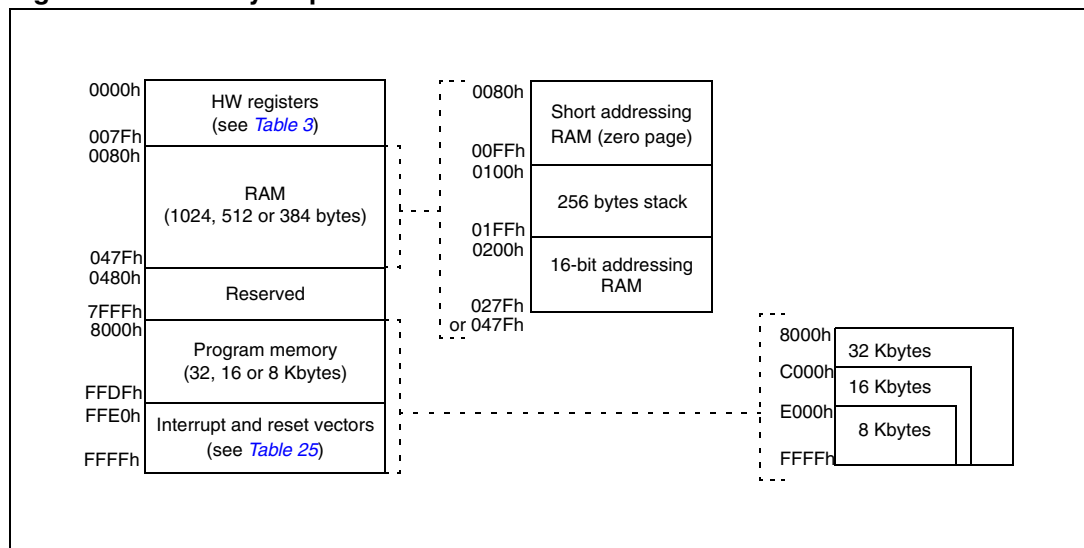 0000h
HW registers
(see Table 3)
007Fh
0080h
RAM
(1024, 512 or 384 bytes)
047Fh
0480h
Reserved
7FFFh
8000h
Program memory
(32, 16 or 8 Kbytes)
FFDFh
FFE0h
Interrupt and reset vectors
(see Table 25)
FFFFh
0080h
Short addressing
RAM (zero page)
00FFh
0100h
256 bytes stack
01FFh
0200h
16-bit addressing
RAM
027Fh
or 047Fh
8000h
32 Kbytes
C000h
16 Kbytes
E000h
8 Kbytes
FFFFh